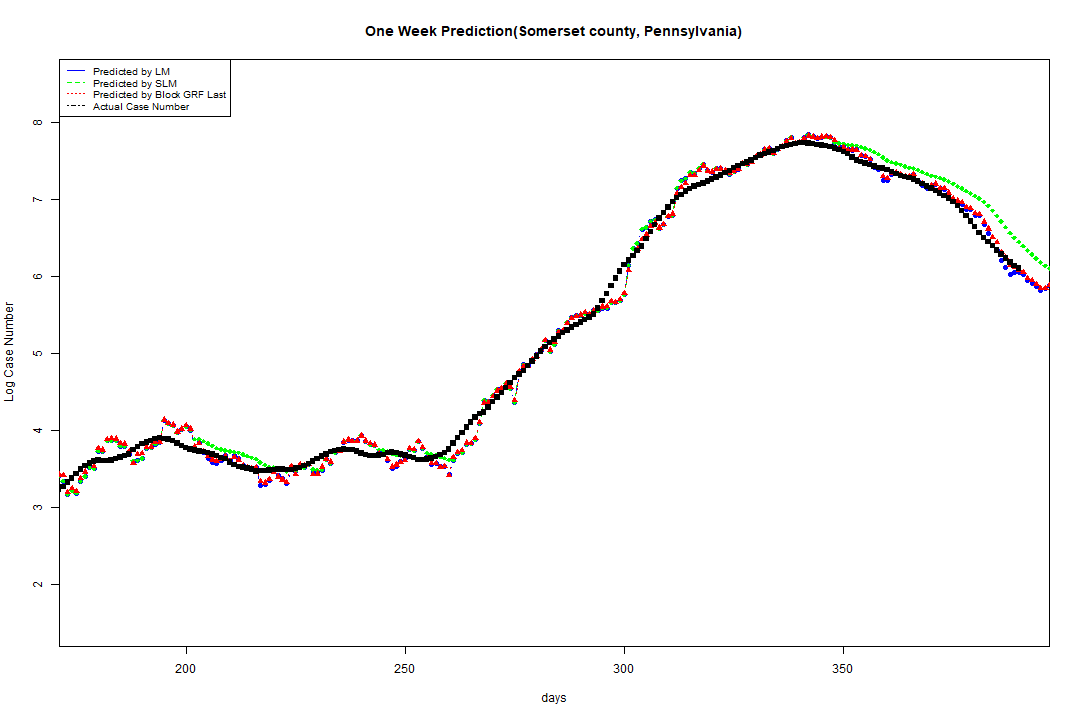 One Week Prediction(Somerset county, Pennsylvania)
Predicted by LM
Predicted by SLM
Predicted by Block GRF Last
Actual Case Number
8
7
6
5
4
3
2
Log Case Number
200
250
300
350
days